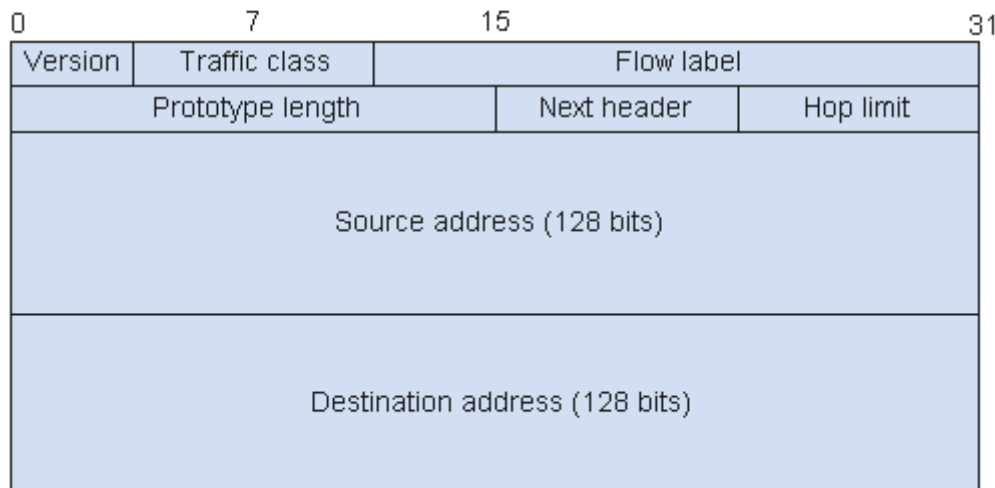 0 7 15 31
Version Traffic class Flow label
Prototype length Next header Hop limit
Source address (128 bits)
Destination address (128 bits)